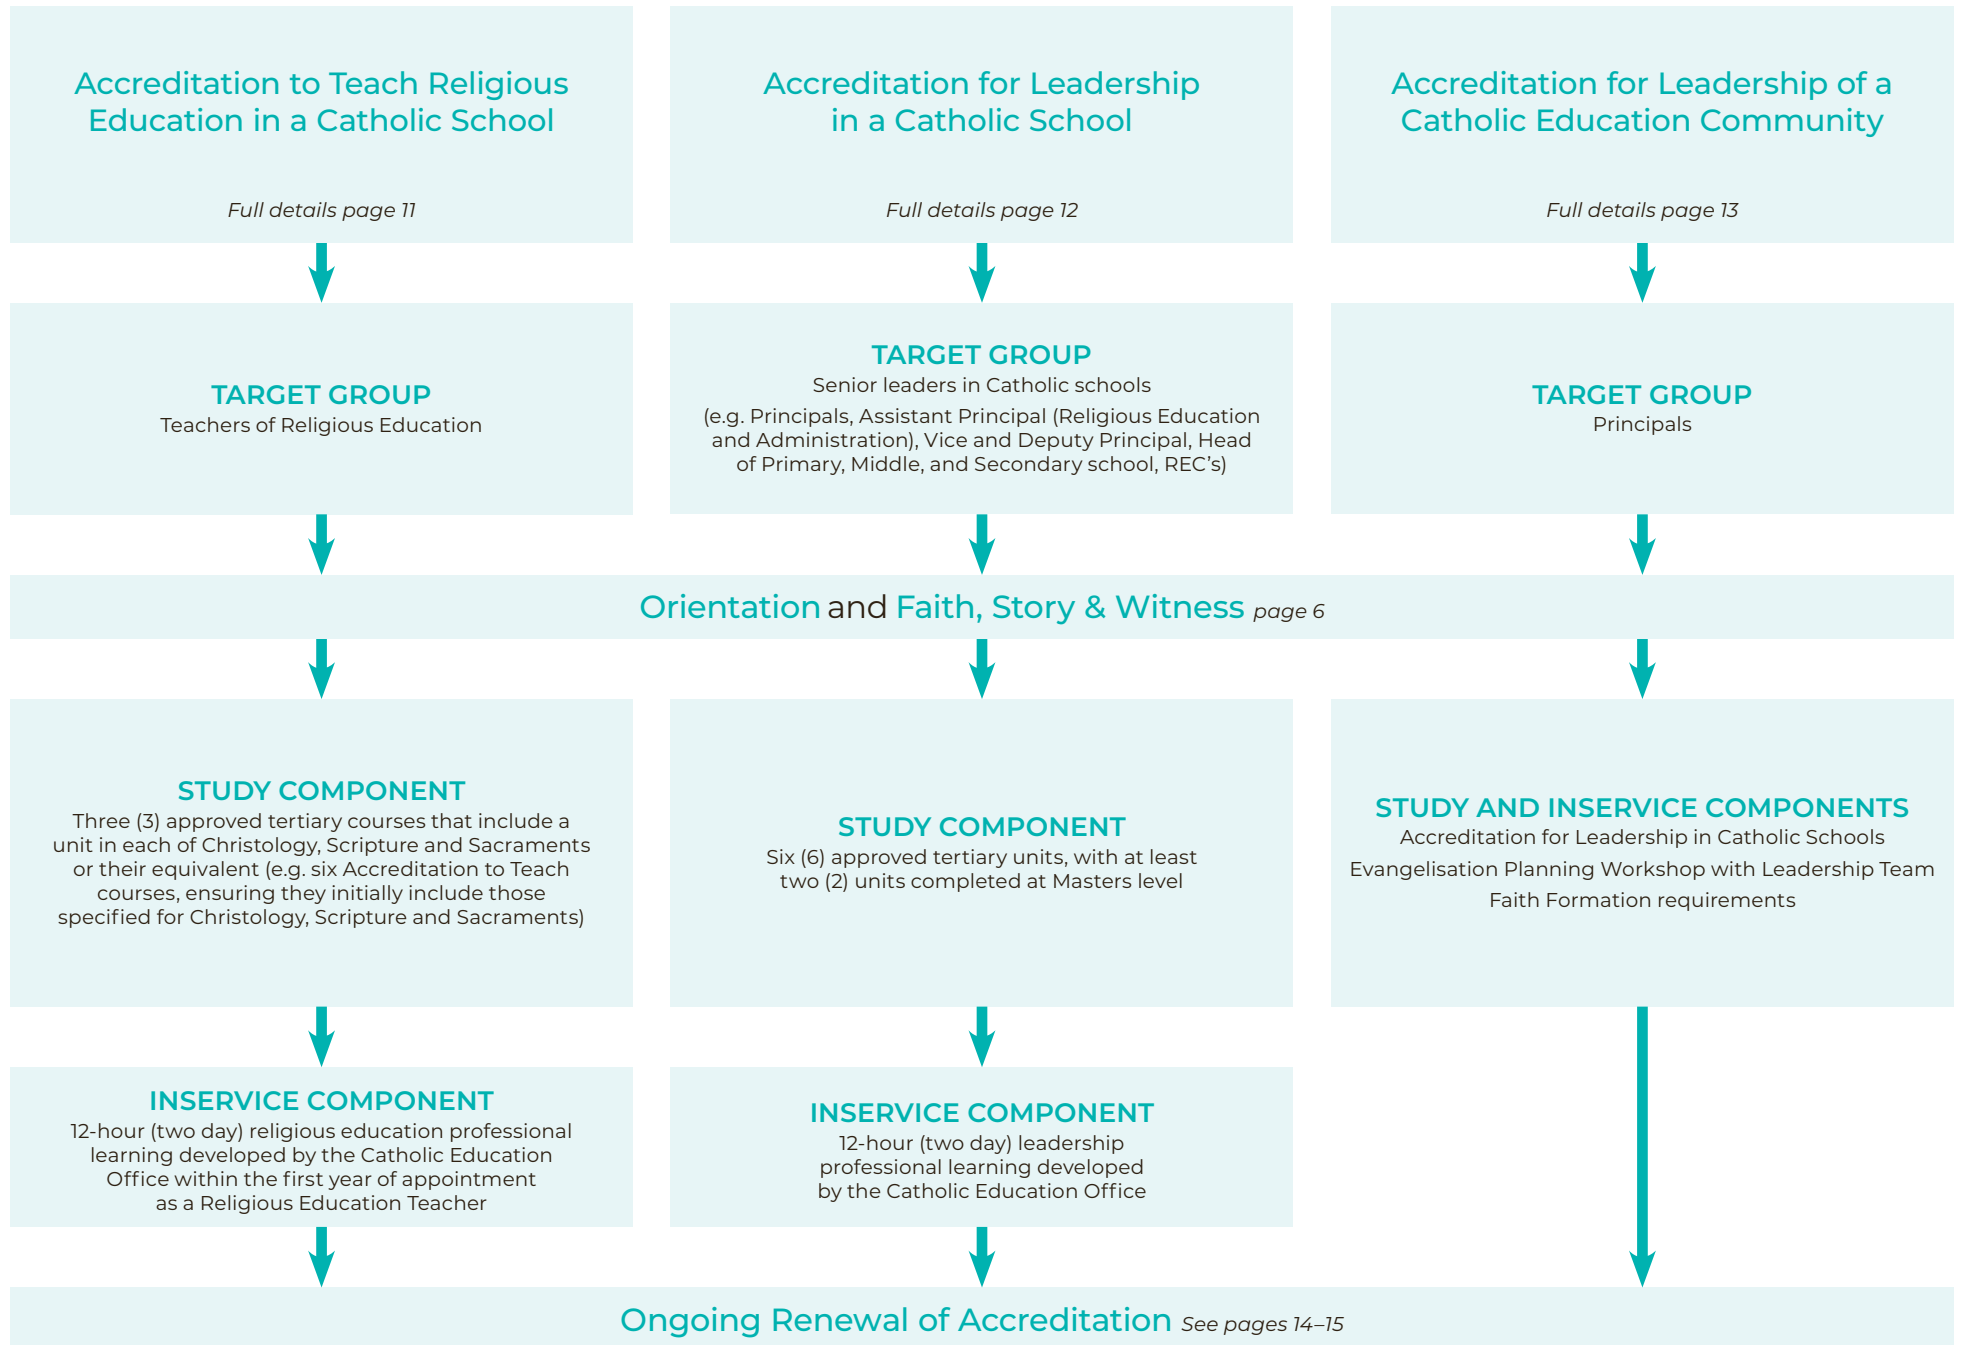 Accreditation to Teach Religious
Education in a Catholic School
Full details page 11
Accreditation for Leadership
in a Catholic School
Full details page 12
Accreditation for Leadership of a
Catholic Education Community
Full details page 13
TARGET GROUP
Teachers of Religious Education
TARGET GROUP
Senior leaders in Catholic schools
(e.g. Principals, Assistant Principal (Religious Education
and Administration), Vice and Deputy Principal, Head
of Primary, Middle, and Secondary school, REC’s)
TARGET GROUP
Principals
Orientation and Faith, Story & Witness page 6
STUDY COMPONENT
Three (3) approved tertiary courses that include a
unit in each of Christology, Scripture and Sacraments
or their equivalent (e.g. six Accreditation to Teach
courses, ensuring they initially include those
specified for Christology, Scripture and Sacraments)
STUDY COMPONENT
Six (6) approved tertiary units, with at least
two (2) units completed at Masters level
STUDY AND INSERVICE COMPONENTS
Accreditation for Leadership in Catholic Schools
Evangelisation Planning Workshop with Leadership Team
Faith Formation requirements
INSERVICE COMPONENT
12-hour (two day) religious education professional
learning developed by the Catholic Education
Office within the first year of appointment
as a Religious Education Teacher
INSERVICE COMPONENT
12-hour (two day) leadership
professional learning developed
by the Catholic Education Office
Ongoing Renewal of Accreditation See pages 14–15